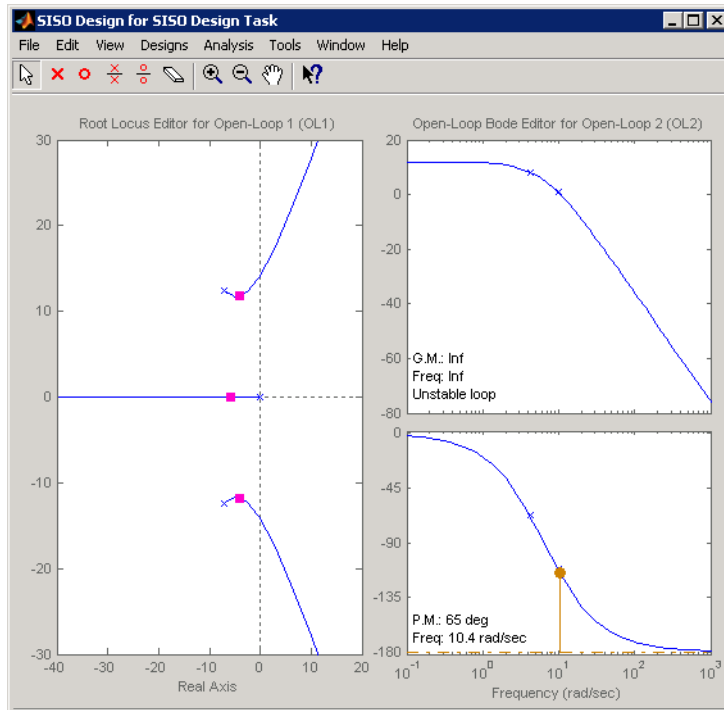 SISO Design for SISO Design Task
File Edit View Designs Analysis Tools Window Help
Root Locus Editor for Open-Loop 1 (OL1)
30
20
10
0
-10
-20
-30
-40 -30 -20 -10 0 10 20
Real Axis
Open-Loop Bode Editor for Open-Loop 2 (OL2)
20
0
-20
-40
-60
-80
G.M.: Inf
Freq: Inf
Unstable loop
0
-45
-90
-135
-180
P.M.: 65 deg
Freq: 10.4 rad/sec
10^-1 10^0 10^1 10^2 10^3
Frequency (rad/sec)